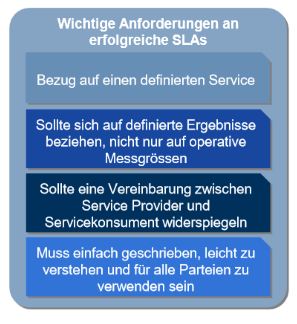 Wichtige Anforderungen an
erfolgreiche SLAs
Bezug auf einen definierten Service
Sollte sich auf definierte Ergebnisse
beziehen, nicht nur auf operative
Messgrössen
Sollte eine Vereinbarung zwischen
Service Provider und
Servicekonsument widerspiegeln
Muss einfach geschrieben, leicht zu
verstehen und für alle Parteien zu
verwenden sein